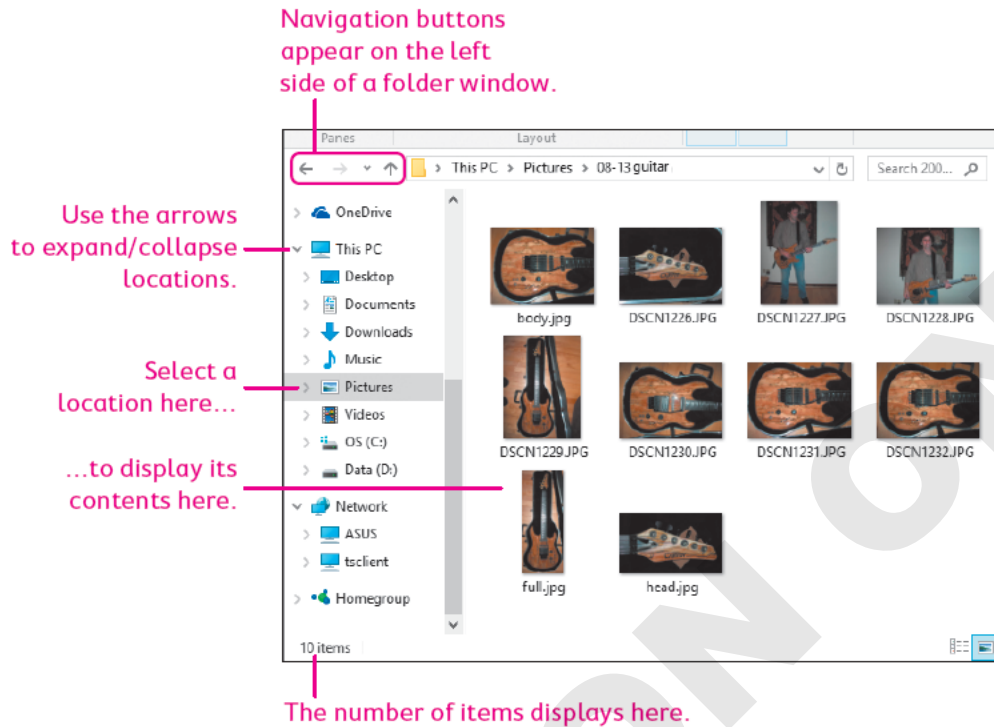 Navigation buttons
appear on the left
side of a folder window.
Panes
Layout
This PC > Pictures > 08-13 guitar
Search 200...
Use the arrows
to expand/collapse
locations.
OneDrive
This PC
Desktop
Documents
Downloads
Music
Select a
location here...
Pictures
Videos
OS (C:)
Data (D:)
...to display its
contents here.
Network
ASUS
tsclient
Homegroup
body.jpg
DSCN1226.JPG
DSCN1227.JPG
DSCN1228.JPG
DSCN1229.JPG
DSCN1230.JPG
DSCN1231.JPG
DSCN1232.JPG
full.jpg
head.jpg
10 items
The number of items displays here.
ON O